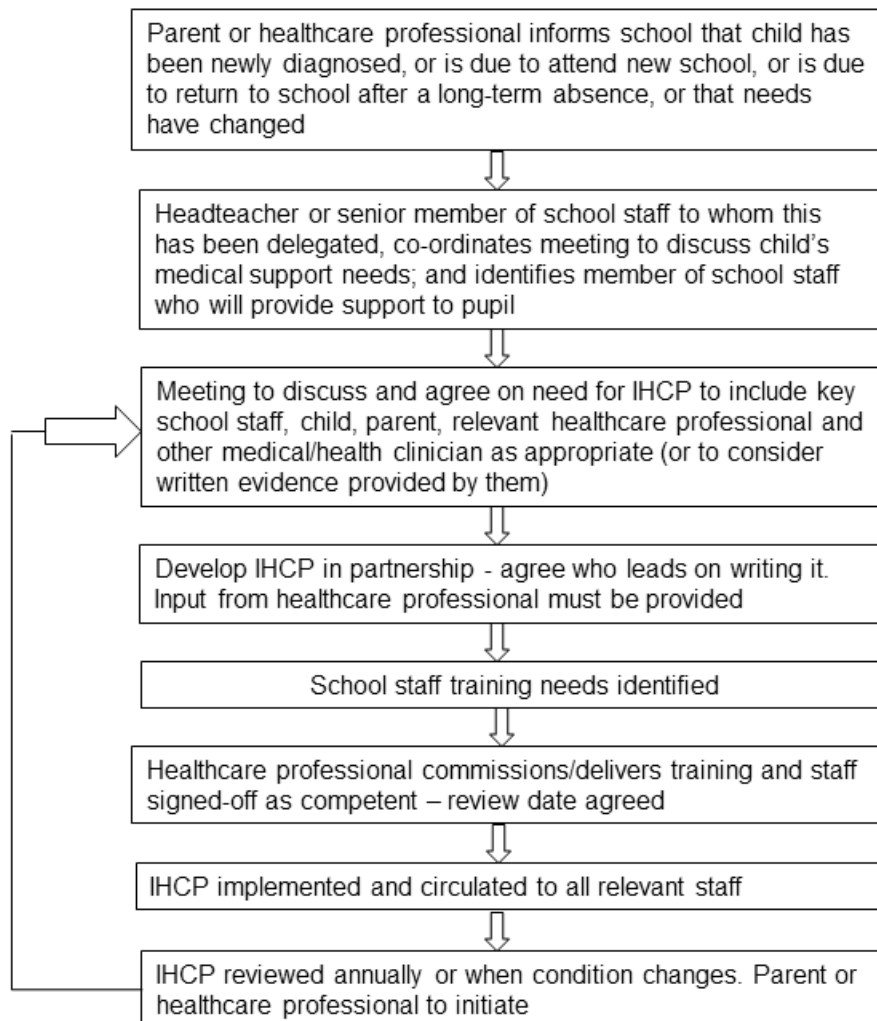 Parent or healthcare professional informs school that child has
been newly diagnosed, or is due to attend new school, or is due
to return to school after a long-term absence, or that needs
have changed
Headteacher or senior member of school staff to whom this
has been delegated, co-ordinates meeting to discuss child’s
medical support needs; and identifies member of school staff
who will provide support to pupil
Meeting to discuss and agree on need for IHCP to include key
school staff, child, parent, relevant healthcare professional and
other medical/health clinician as appropriate (or to consider
written evidence provided by them)
Develop IHCP in partnership - agree who leads on writing it.
Input from healthcare professional must be provided
School staff training needs identified
Healthcare professional commissions/delivers training and staff
signed-off as competent – review date agreed
IHCP implemented and circulated to all relevant staff
IHCP reviewed annually or when condition changes. Parent or
healthcare professional to initiate